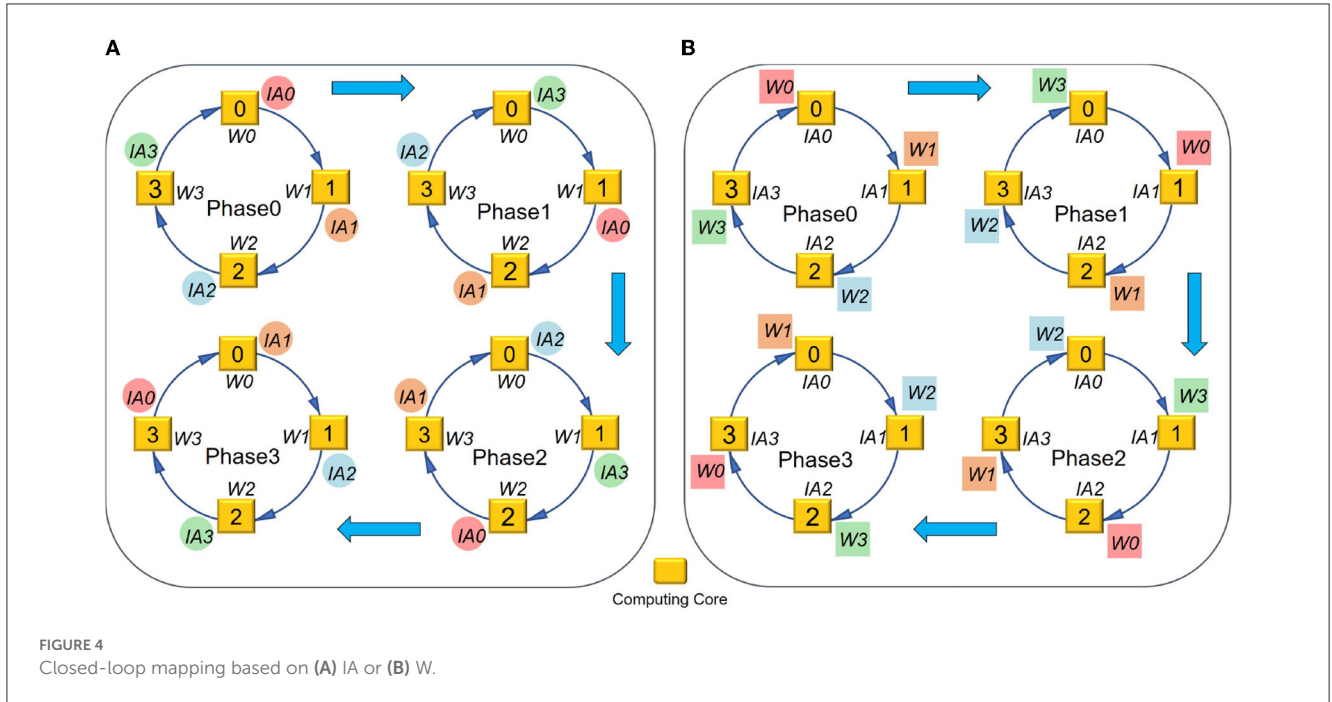 A
B
IA0
0
W0
IA3
3
W3
W1
1
Phase0
IA1
W2
2
IA2
IA3
0
W0
IA2
3
W3
W1
1
Phase1
IA0
W2
2
IA1
IA1
0
W0
IA0
3
W3
W1
1
Phase3
IA2
W2
2
IA3
IA2
0
W0
IA1
3
W3
W1
1
Phase2
IA3
W2
2
IA0
W0
0
IA0
W1
3
IA3
IA1
1
Phase0
W3
IA2
2
W2
W3
0
IA0
W0
3
IA3
IA1
1
Phase1
W2
IA2
2
W1
W1
0
IA0
W2
3
IA3
IA1
1
Phase3
W0
IA2
2
W3
W2
0
IA0
W3
3
IA3
IA1
1
Phase2
W1
IA2
2
W0
Computing Core
FIGURE 4
Closed-loop mapping based on (A) IA or (B) W.